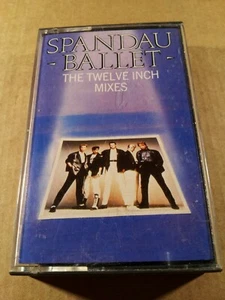 SPANDAU
- BALLET -
THE TWELVE INCH
MIXES